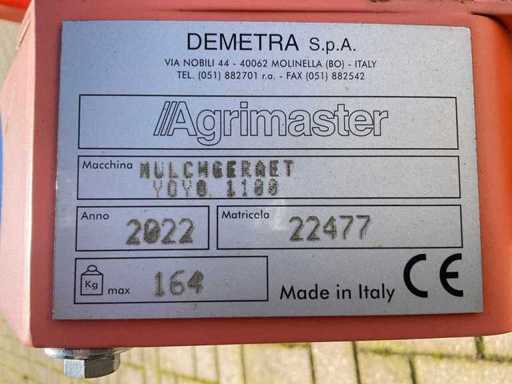 DEMETRA S.p.A.
VIA NOBILI 44 - 40062 MOLINELLA (BO) - ITALY
TEL. (051) 882701 r.a. - FAX (051) 882542
Agrimaster
Macchina MULCHGERAET
YOYO 1100
Anno 2022 Matricola 22477
Kg max 164 Made in Italy CE